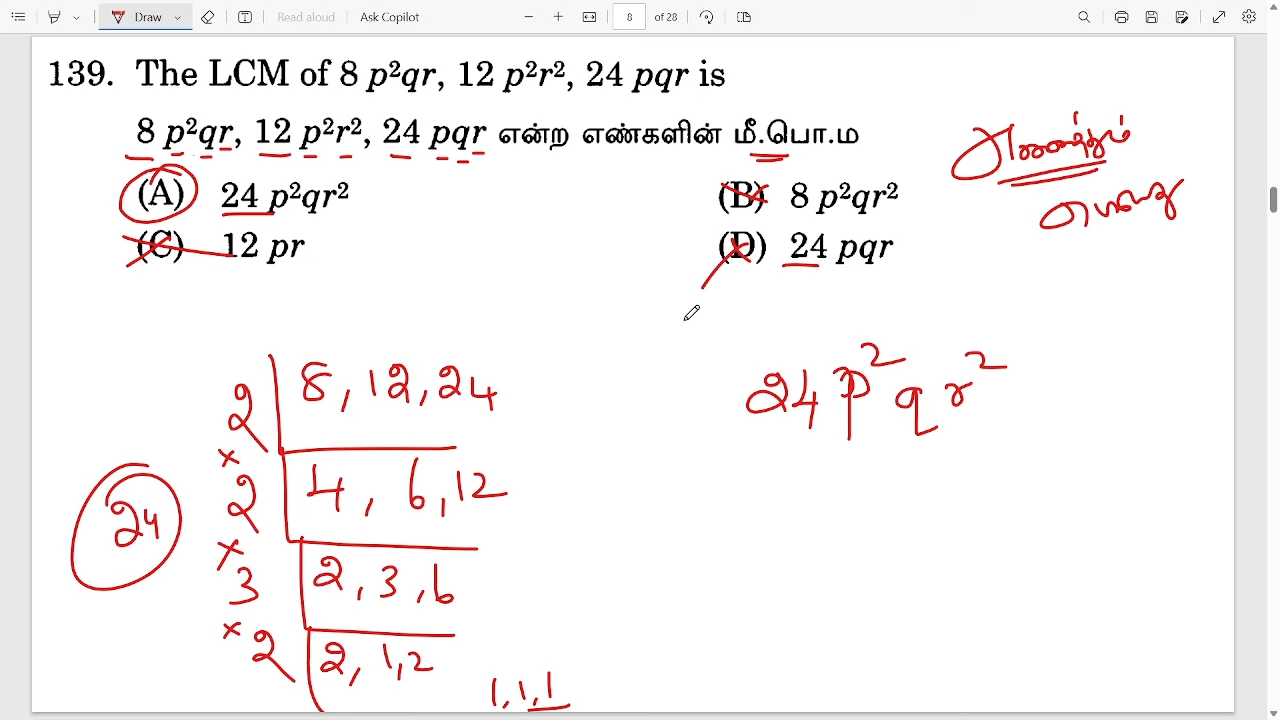 Draw Read aloud Ask Copilot 8 of 28
139. The LCM of 8 p²qr, 12 p²r², 24 pqr is
8 p²qr, 12 p²r², 24 pqr என்ற எண்களின் மீ.பொ.ம
(A) 24 p²qr² (B) 8 p²qr²
(C) 12 pr (D) 24 pqr
24 p² q r²
2 8, 12, 24
× 2 4, 6, 12
24
× 3 2, 3, 6
× 2 2, 1, 2
1, 1, 1